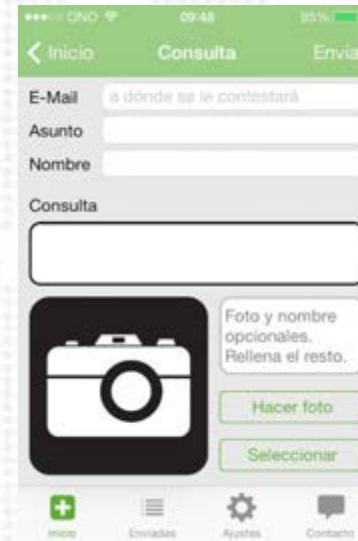 ONO 09:48 95%
Inicio Consulta Envia
E-Mail a dónde se le contestará
Asunto
Nombre
Consulta
Foto y nombre
opcionales.
Rellena el resto.
Hacer foto
Seleccionar
Inicio Enviadas Ajustes Contacto